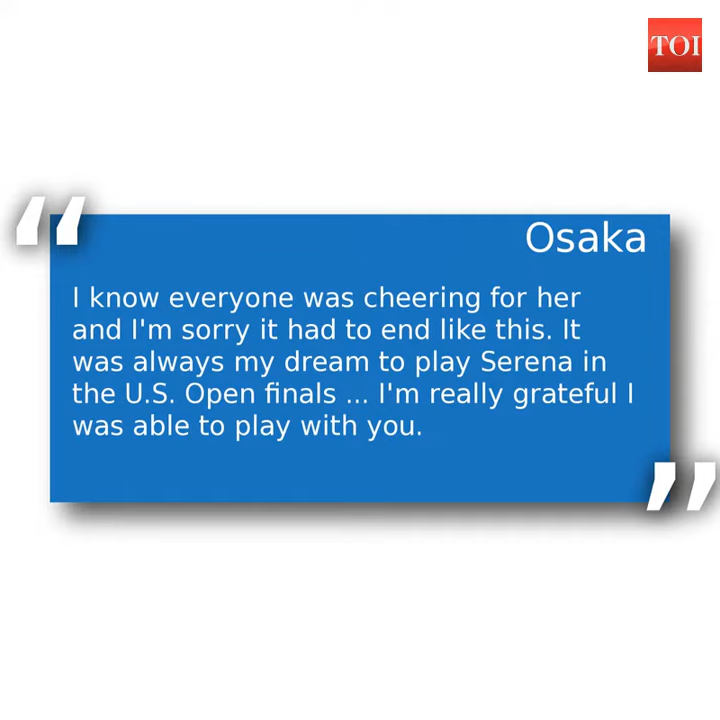 TOI
“
Osaka
I know everyone was cheering for her
and I'm sorry it had to end like this. It
was always my dream to play Serena in
the U.S. Open finals ... I'm really grateful I
was able to play with you.
”